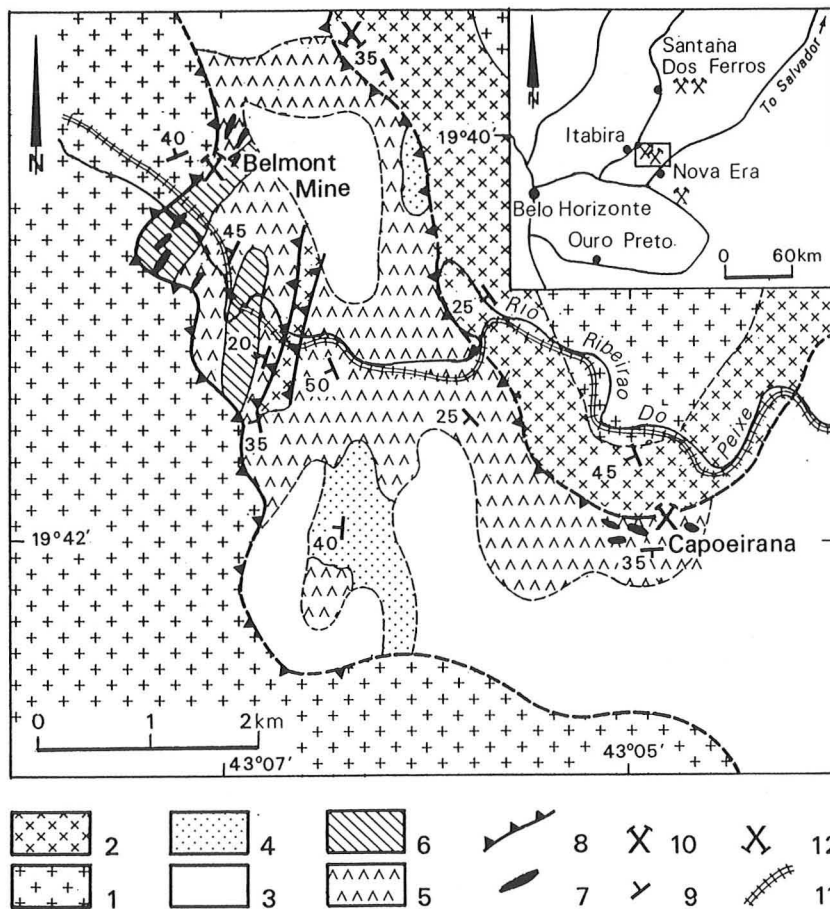 35
40
N
Belmont
Mine
45
20
35
50
25
25
45
40
35
Rio
Ribeirao
Do
Peixe
Capoeirana
19°40'
19°42'
43°07'
43°05'
0 1 2km
N
Santana
Dos Ferros
To Salvador
Itabira
Nova Era
Belo Horizonte
Ouro Preto
0 60km
2 4 6 8 10 12
1 3 5 7 9 11